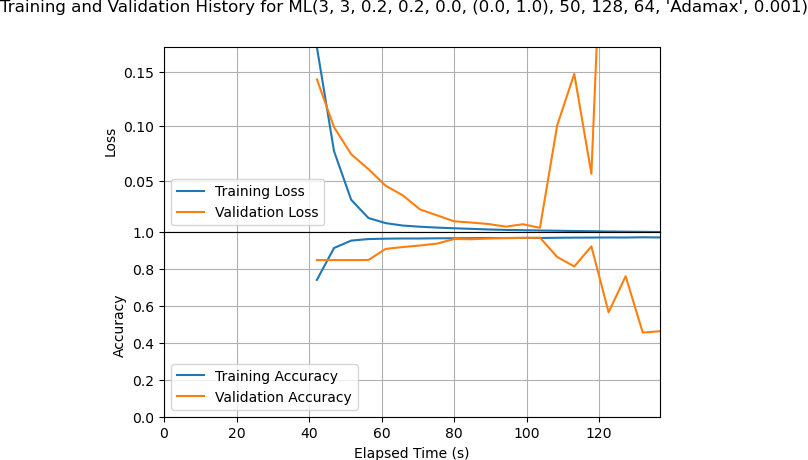 Training and Validation History for ML(3, 3, 0.2, 0.2, 0.0, (0.0, 1.0), 50, 128, 64, 'Adamax', 0.001)
0.15
0.10
0.05
Loss
Training Loss
Validation Loss
1.0
0.8
0.6
0.4
0.2
0.0
Accuracy
Training Accuracy
Validation Accuracy
0 20 40 60 80 100 120
Elapsed Time (s)